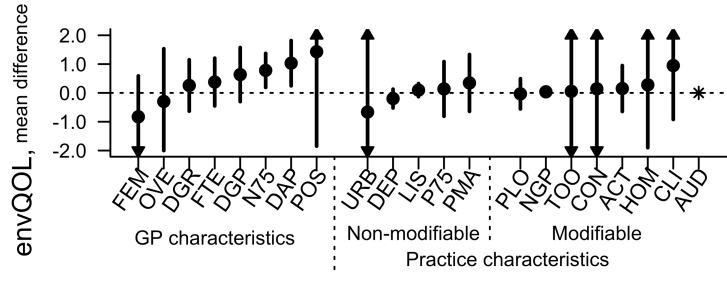 envQOL, mean difference
2.0
1.0
0.0
-1.0
-2.0
FEM OVE DGR FTE DGP N75 DAP POS URB DEP LIS P75 PMA PLO NGP TOO CON ACT HOM CLI AUD
GP characteristics Non-modifiable Modifiable
Practice characteristics